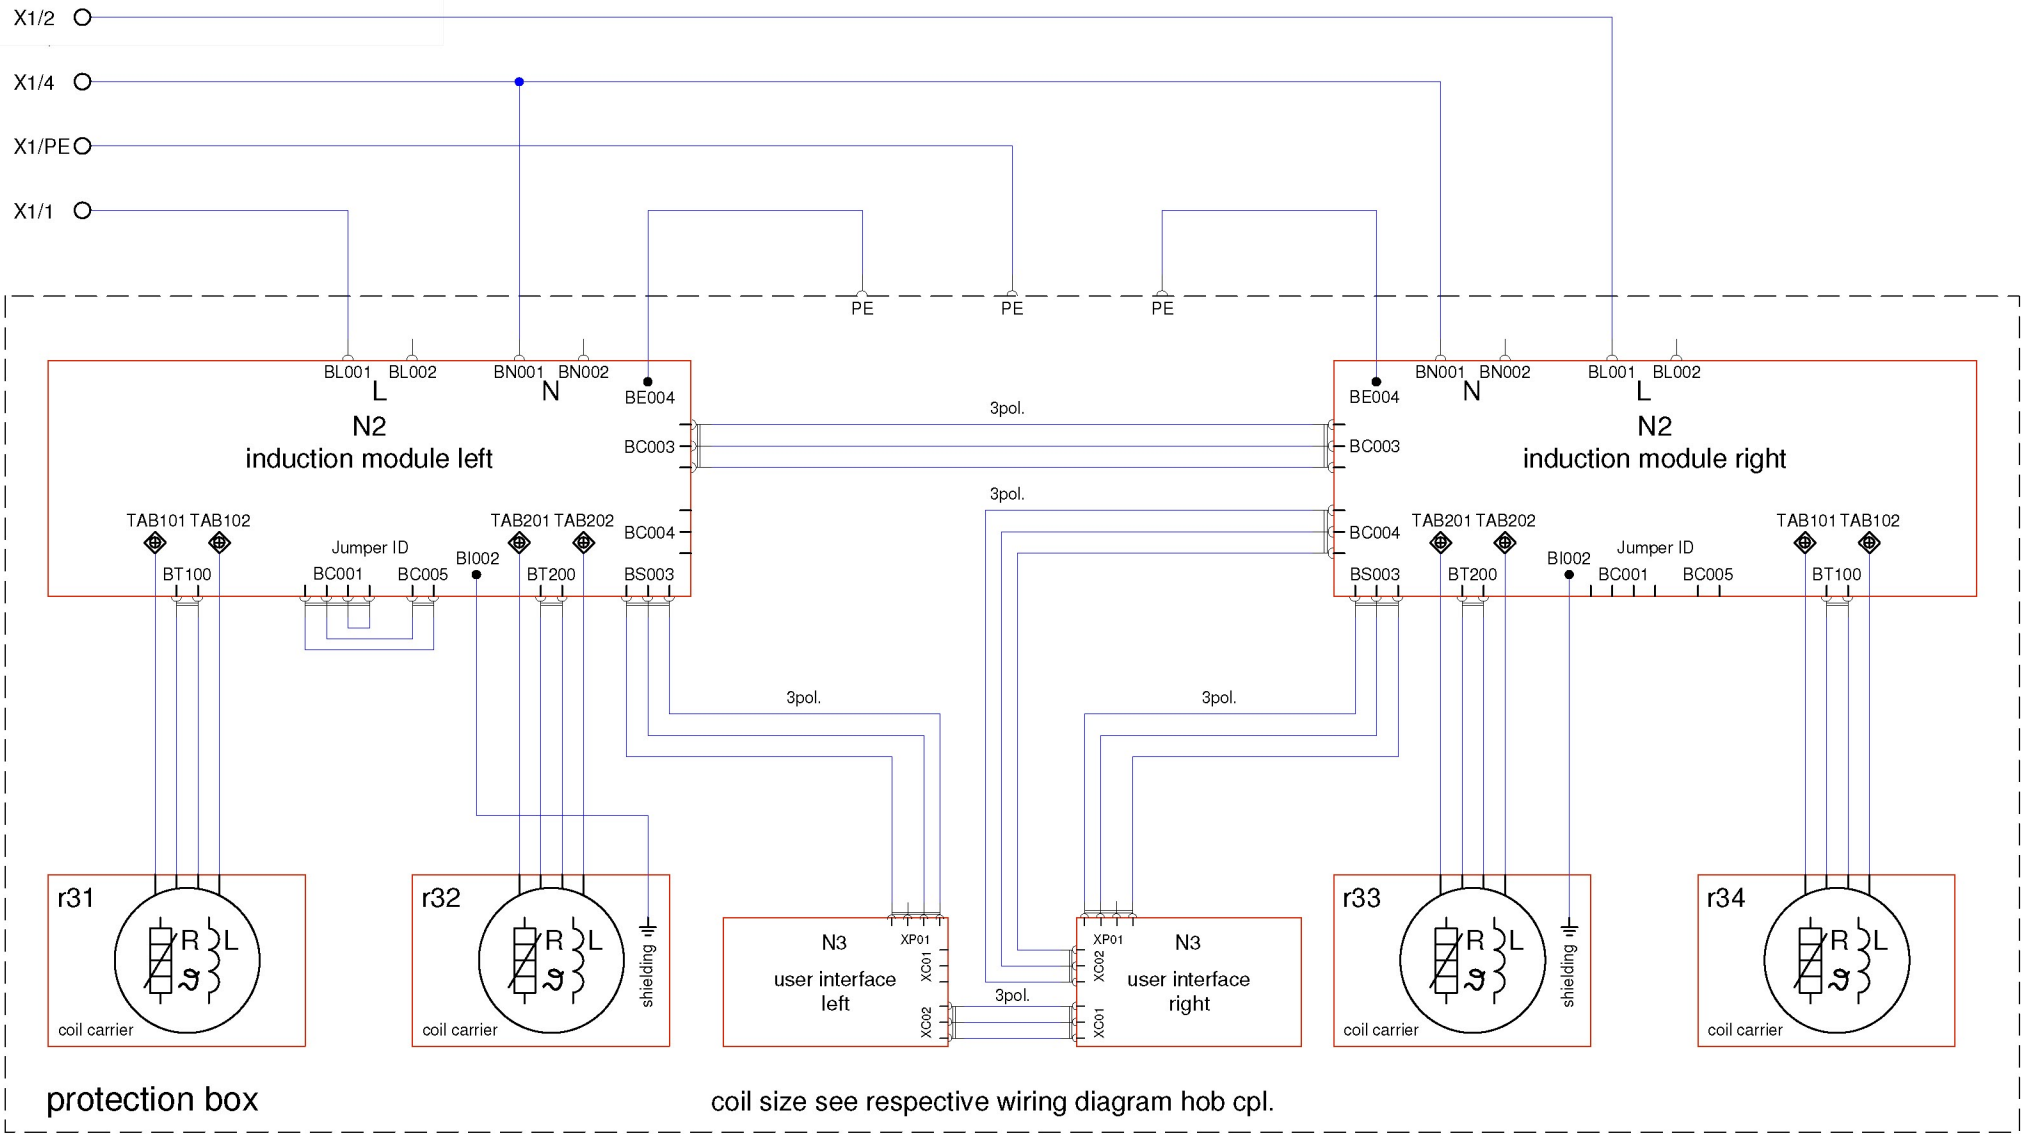 X1/2
X1/4
X1/PE
X1/1
PE PE PE
BL001 BL002 BN001 BN002
L N
BE004
N2
induction module left
BC003
TAB101 TAB102
TAB201 TAB202
BC004
Jumper ID
BI002
BT100
BC001
BC005
BT200
BS003
3pol.
3pol.
BN001 BN002 BL001 BL002
N L
BE004
N2
induction module right
BC003
BC004
TAB201 TAB202
TAB101 TAB102
Jumper ID
BI002
BS003
BT200
BC001
BC005
BT100
3pol.
3pol.
r31
R L
ϑ
coil carrier
r32
R L
ϑ
shielding
coil carrier
N3
XP01
XC01
user interface
left
XC02
3pol.
XP01
N3
XC02
user interface
right
XC01
r33
R L
ϑ
shielding
coil carrier
r34
R L
ϑ
coil carrier
protection box
coil size see respective wiring diagram hob cpl.